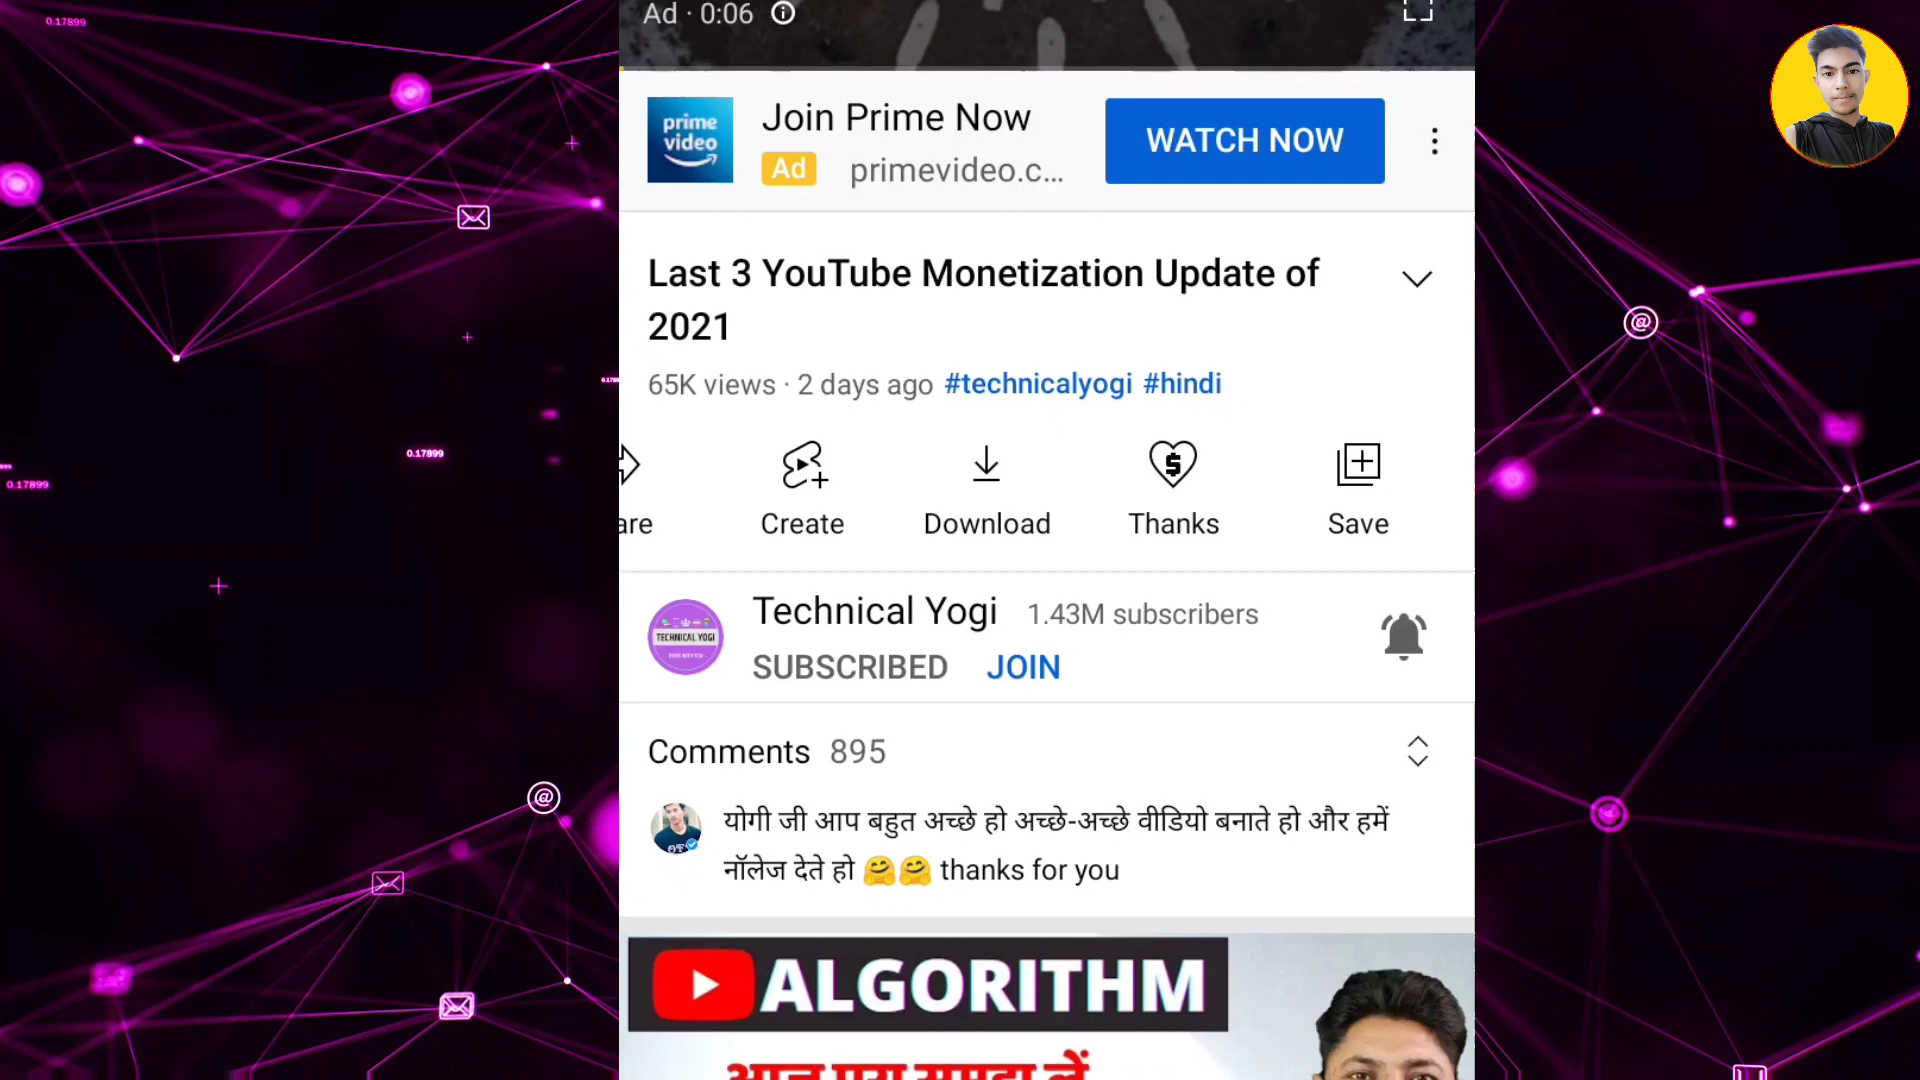 0.17899
Ad · 0:06
prime
video
Join Prime Now
Ad primevideo.c...
WATCH NOW
Last 3 YouTube Monetization Update of
2021
65K views · 2 days ago #technicalyogi #hindi
0.17899
0.17899
are
Create
Download
Thanks
Save
TECHNICAL YOGI
Technical Yogi 1.43M subscribers
SUBSCRIBED JOIN
Comments 895
योगी जी आप बहुत अच्छे हो अच्छे-अच्छे वीडियो बनाते हो और हमें
नॉलेज देते हो 🤗🤗 thanks for you
ALGORITHM